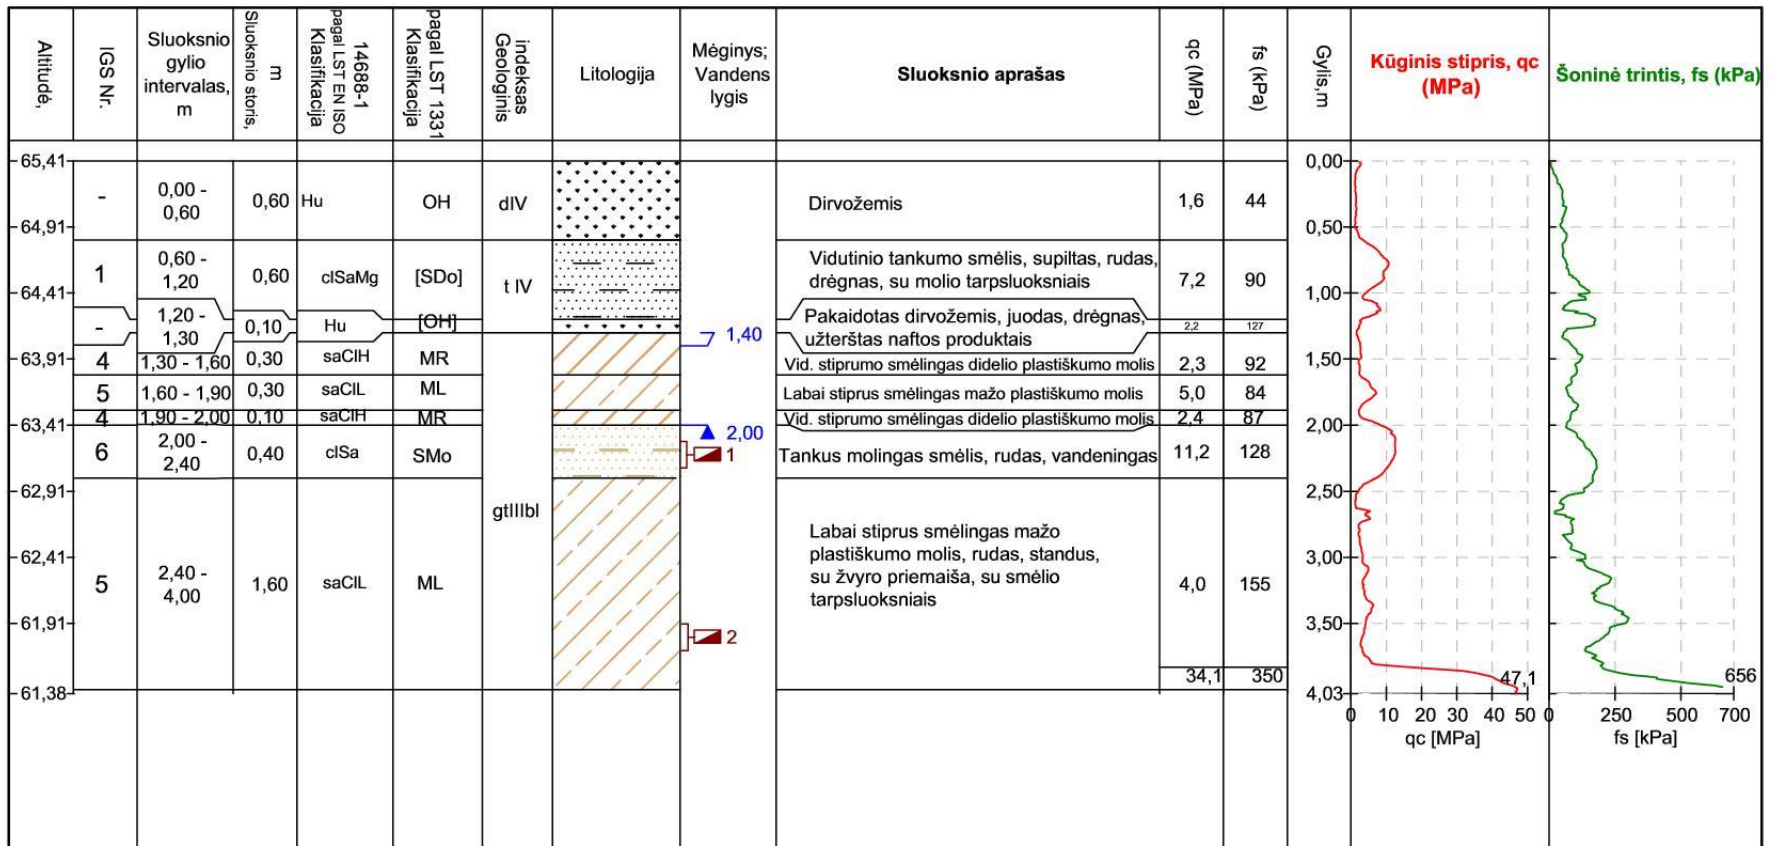 Altitudė,
IGS Nr.
Sluoksnio
gylio
intervalas,
m
Sluoksnio storis,
m
Klasifikacija
pagal LST EN ISO
14688-1
Klasifikacija
pagal LST 1331
Geologinis
indeksas
Litologija
Mėginys;
Vandens
lygis
Sluoksnio aprašas
qc (MPa)
fs (kPa)
Gylis,m
Kūginis stipris, qc
(MPa)
Šoninė trintis, fs (kPa)
65,41
64,91
64,41
63,91
63,41
62,91
62,41
61,91
61,38
-
0,00 -
0,60
0,60
Hu
OH
dIV
Dirvožemis
1,6
44
1
0,60 -
1,20
0,60
clSaMg
[SDo]
t IV
Vidutinio tankumo smėlis, supiltas, rudas,
drėgnas, su molio tarpsluoksniais
7,2
90
-
1,20 -
1,30
0,10
Hu
[OH]
Pakaidotas dirvožemis, juodas, drėgnas,
užterštas naftos produktais
2,2
127
1,40
4
1,30 - 1,60
0,30
saClH
MR
Vid. stiprumo smėlingas didelio plastiškumo molis
2,3
92
5
1,60 - 1,90
0,30
saClL
ML
Labai stiprus smėlingas mažo plastiškumo molis
5,0
84
4
1,90 - 2,00
0,10
saClH
MR
Vid. stiprumo smėlingas didelio plastiškumo molis
2,4
87
2,00
6
2,00 -
2,40
0,40
clSa
SMo
1
Tankus molingas smėlis, rudas, vandeningas
11,2
128
gtIIIbl
5
2,40 -
4,00
1,60
saClL
ML
2
Labai stiprus smėlingas mažo
plastiškumo molis, rudas, standus,
su žvyro priemaiša, su smėlio
tarpsluoksniais
4,0
155
34,1
350
0,00
0,50
1,00
1,50
2,00
2,50
3,00
3,50
4,03
47,1
656
0 10 20 30 40 50
qc [MPa]
0 250 500 700
fs [kPa]